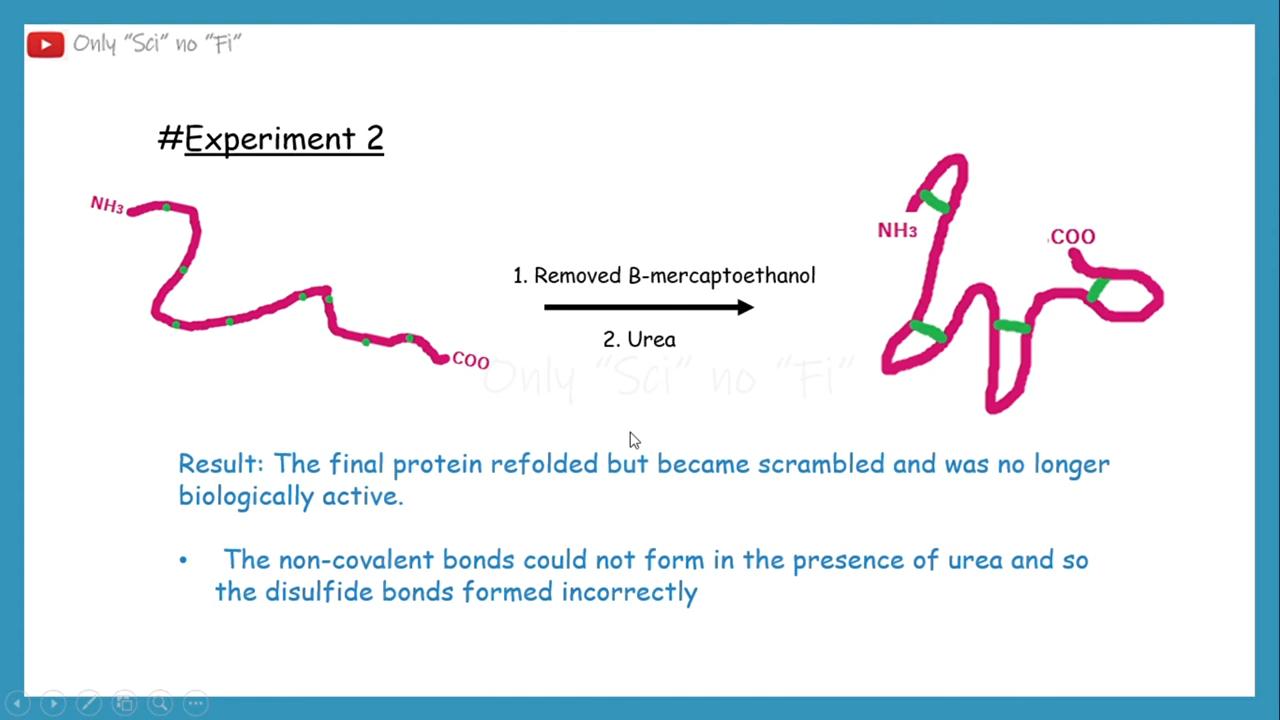 Only "Sci" no "Fi"
#Experiment 2
NH3
COO
1. Removed B-mercaptoethanol
2. Urea
NH3
COO
Only "Sci" no "Fi"
Result: The final protein refolded but became scrambled and was no longer
biologically active.
• The non-covalent bonds could not form in the presence of urea and so
the disulfide bonds formed incorrectly